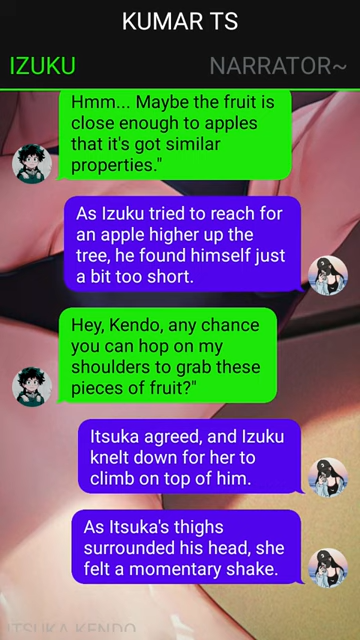 KUMAR TS
IZUKU
NARRATOR~
Hmm... Maybe the fruit is
close enough to apples
that it's got similar
properties."
As Izuku tried to reach for
an apple higher up the
tree, he found himself just
a bit too short.
Hey, Kendo, any chance
you can hop on my
shoulders to grab these
pieces of fruit?"
Itsuka agreed, and Izuku
knelt down for her to
climb on top of him.
As Itsuka's thighs
surrounded his head, she
felt a momentary shake.
ITSUKA KENDO